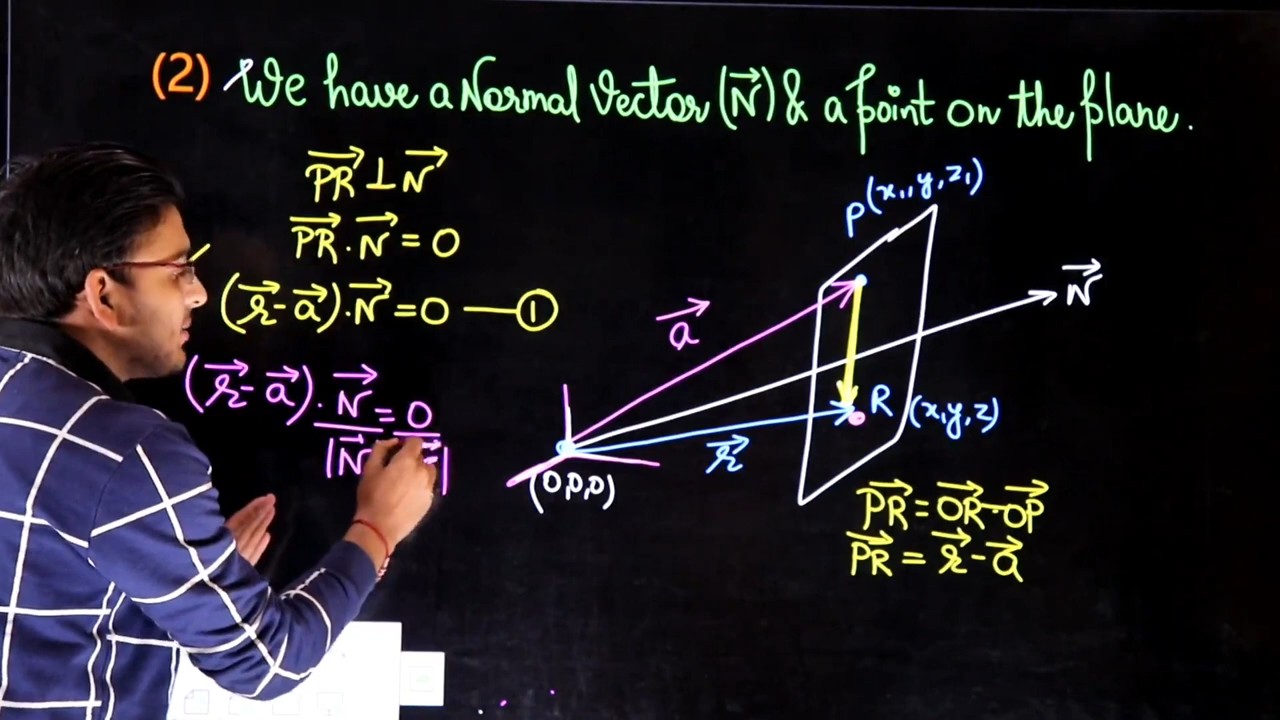 (2) We have a Normal Vector (N⃗) & a point on the plane.
PR⃗ ⊥ N⃗
PR⃗ . N⃗ = 0
(r⃗ - a⃗) . N⃗ = 0 — ①
(r⃗ - a⃗) . N⃗ = 0
|N⃗
P(x₁, y, z₁)
N⃗
a⃗
R (x, y, z)
r⃗
(0,0,0)
PR⃗ = OR⃗ - OP⃗
PR⃗ = r⃗ - a⃗